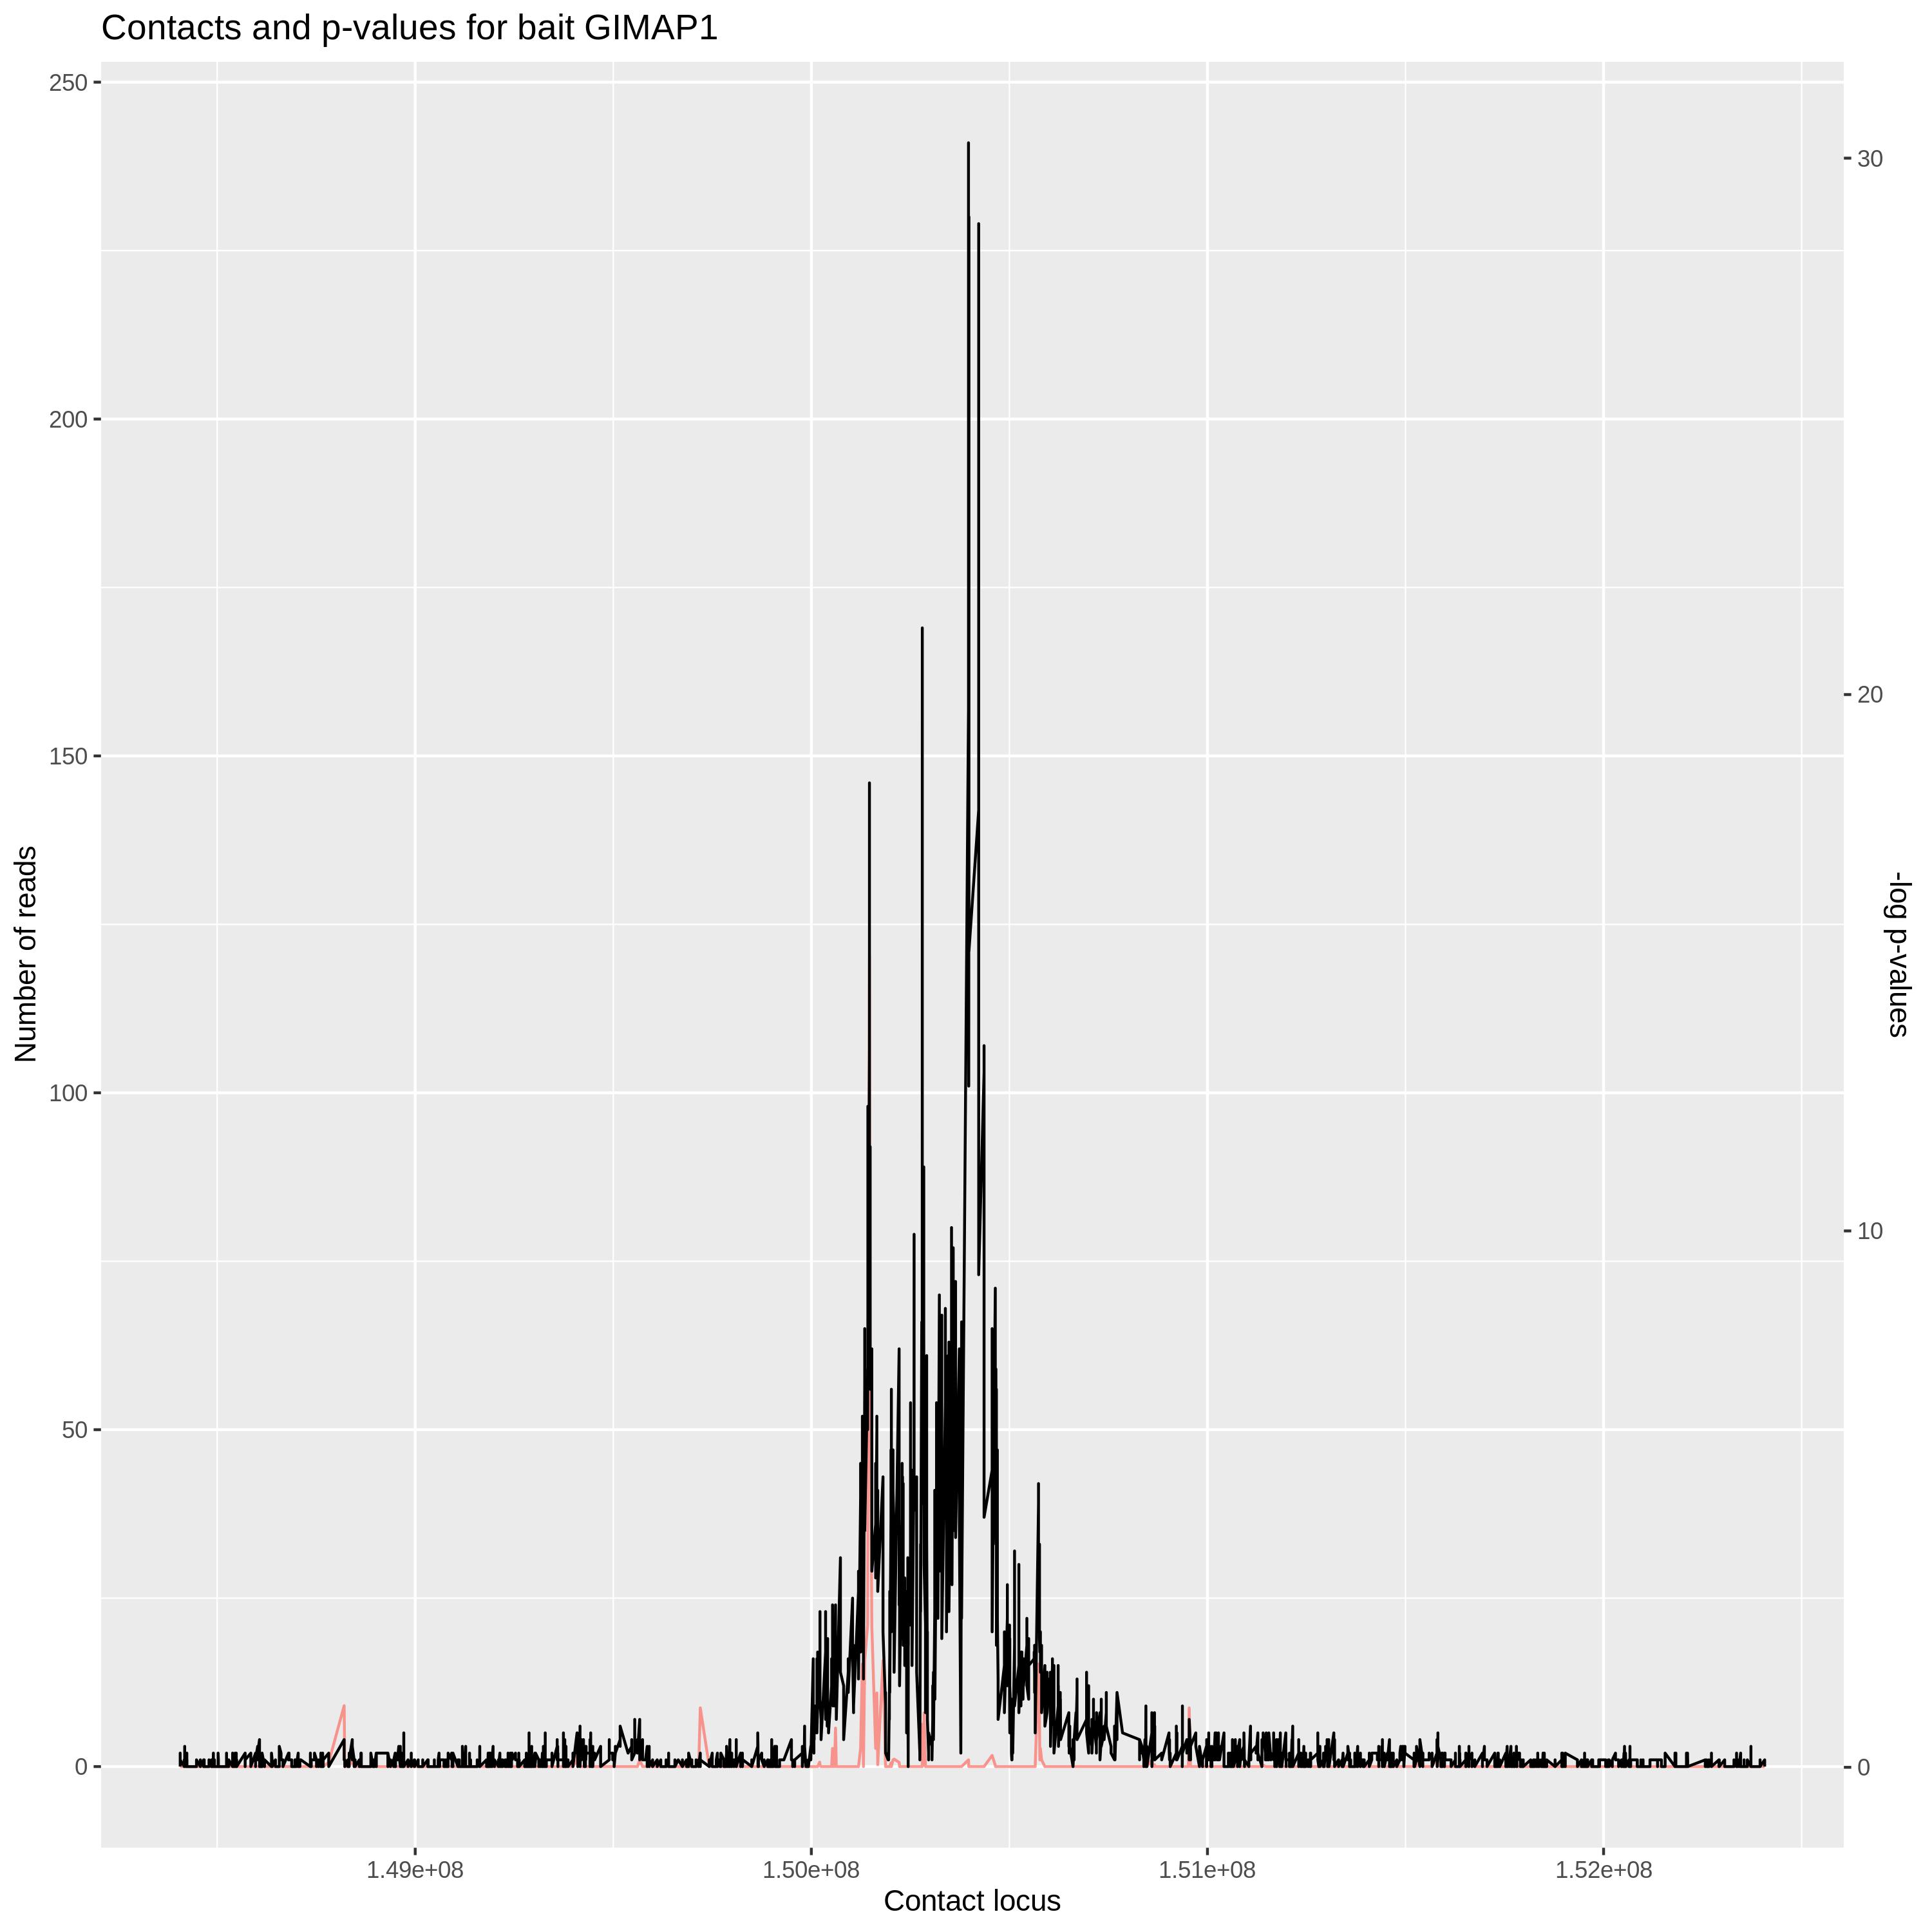 Contacts and p-values for bait GIMAP1
250
200
150
100
50
0
Number of reads
30
20
10
0
-log p-values
1.49e+08
1.50e+08
1.51e+08
1.52e+08
Contact locus